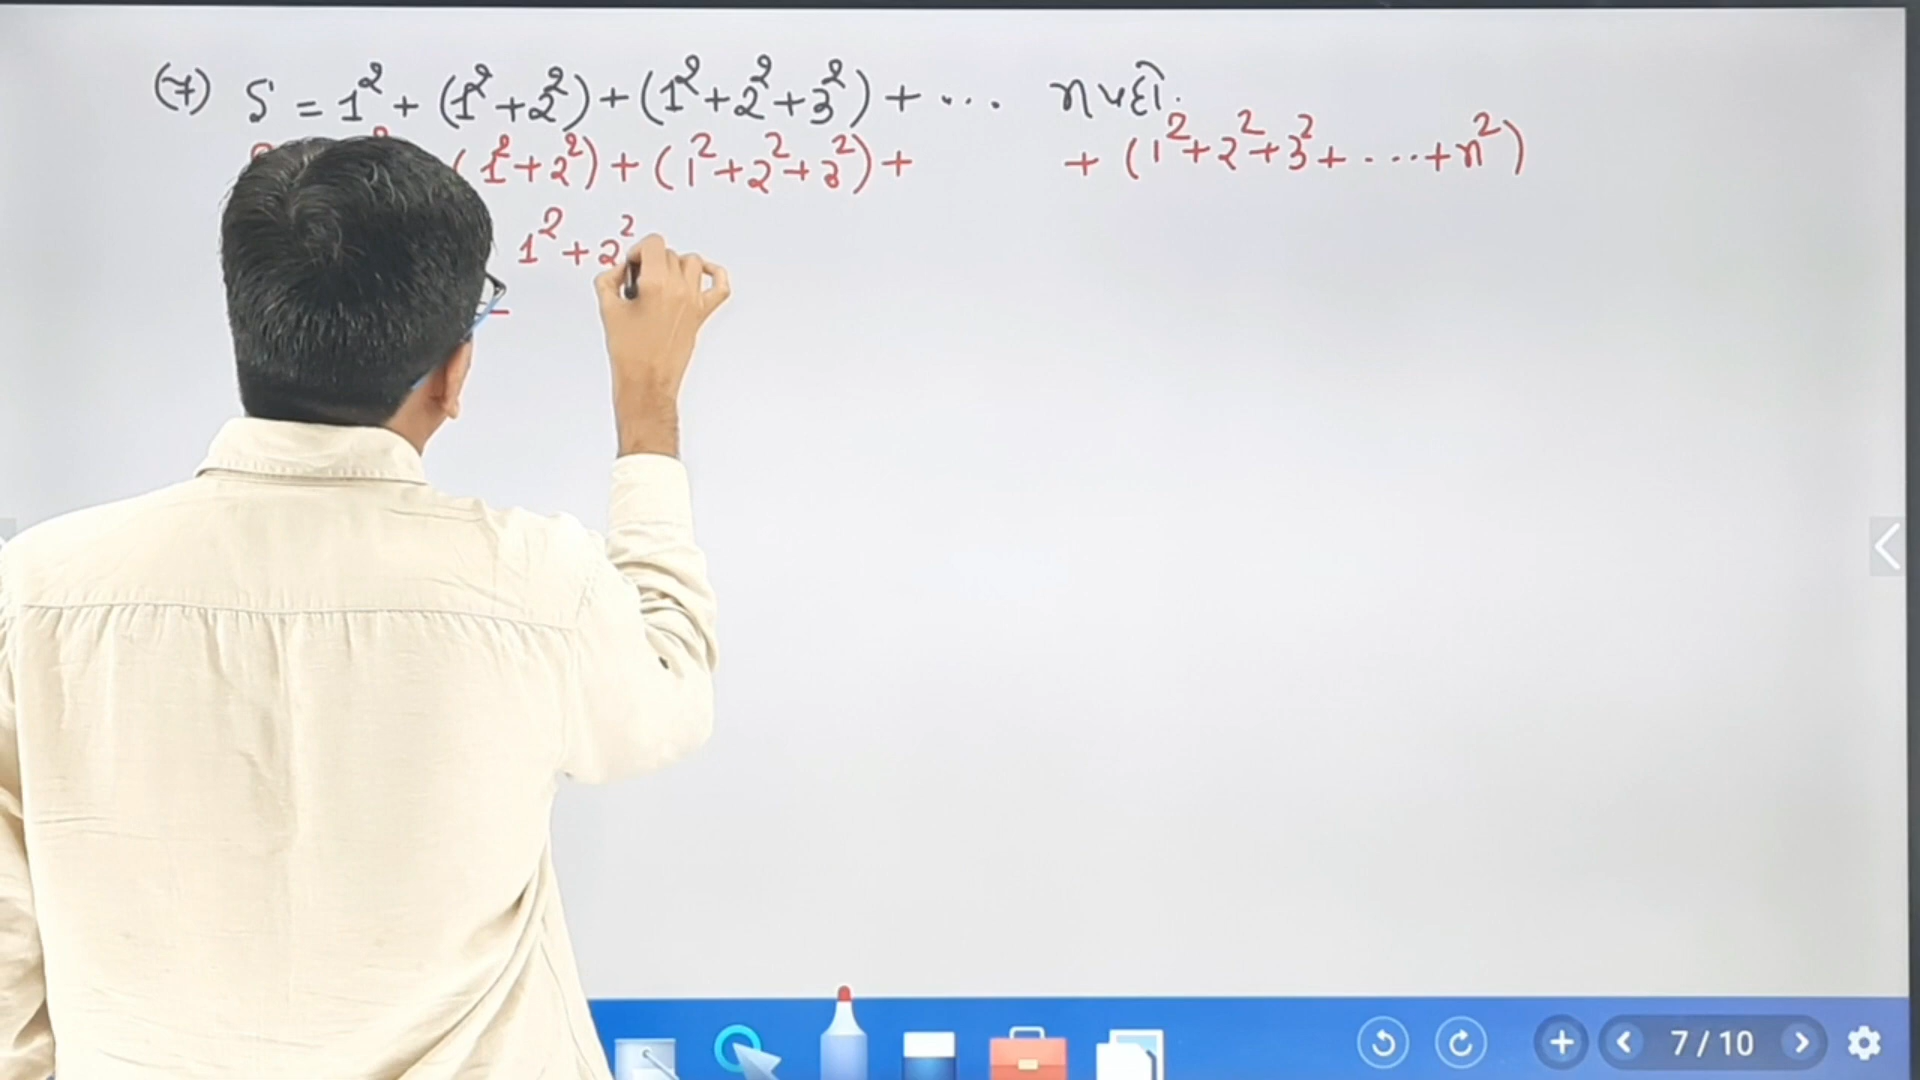 (7) S = 1² + (1² + 2²) + (1² + 2² + 3²) + ... n પદો.
(1² + 2²) + (1² + 2² + 3²) + + (1² + 2² + 3² + .... + n²)
1² + 2²
7 / 10